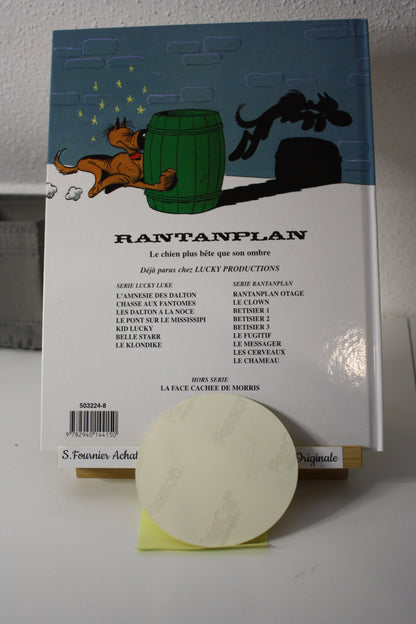 RANTANPLAN
Le chien plus bête que son ombre
Déjà parus chez LUCKY PRODUCTIONS
SERIE LUCKY LUKE
L'AMNESIE DES DALTON
CHASSE AUX FANTOMES
LES DALTON A LA NOCE
LE PONT SUR LE MISSISSIPI
KID LUCKY
BELLE STARR
LE KLONDIKE
SERIE RANTANPLAN
RANTANPLAN OTAGE
LE CLOWN
BETISIER 1
BETISIER 2
BETISIER 3
LE FUGITIF
LE MESSAGER
LES CERVEAUX
LE CHAMEAU
HORS SERIE
LA FACE CACHEE DE MORRIS
503224-8
9782940144150
S.Fournier Achat Originale